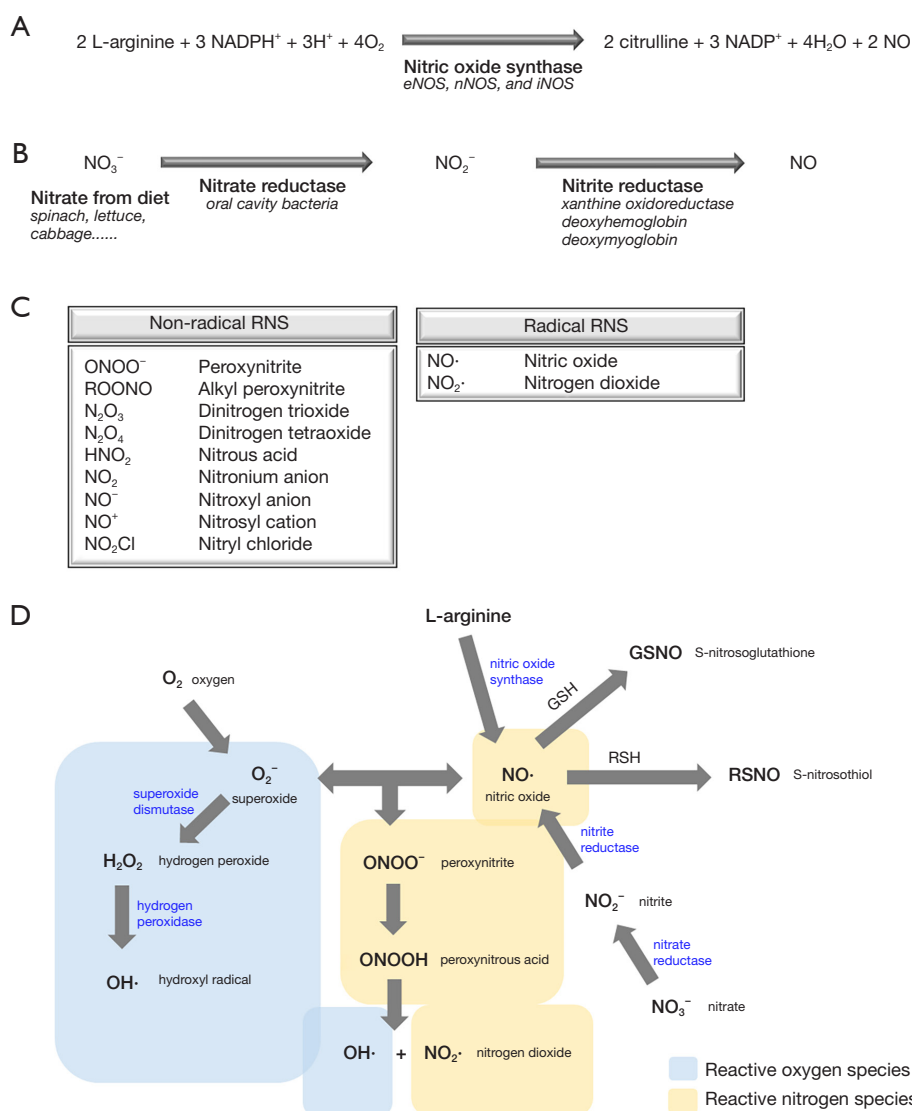 A
2 L-arginine + 3 NADPH⁺ + 3H⁺ + 4O₂
2 citrulline + 3 NADP⁺ + 4H₂O + 2 NO
Nitric oxide synthase
eNOS, nNOS, and iNOS
B
NO₃⁻
NO₂⁻
NO
Nitrate from diet
spinach, lettuce,
cabbage......
Nitrate reductase
oral cavity bacteria
Nitrite reductase
xanthine oxidoreductase
deoxyhemoglobin
deoxymyoglobin
C
Non-radical RNS
ONOO⁻ Peroxynitrite
ROONO Alkyl peroxynitrite
N₂O₃ Dinitrogen trioxide
N₂O₄ Dinitrogen tetraoxide
HNO₂ Nitrous acid
NO₂ Nitronium anion
NO⁻ Nitroxyl anion
NO⁺ Nitrosyl cation
NO₂Cl Nitryl chloride
Radical RNS
NO· Nitric oxide
NO₂· Nitrogen dioxide
D
L-arginine
nitric oxide
synthase
GSH
GSNO S-nitrosoglutathione
O₂ oxygen
O₂⁻
superoxide
superoxide
dismutase
NO·
nitric oxide
RSH
RSNO S-nitrosothiol
H₂O₂ hydrogen peroxide
hydrogen
peroxidase
OH· hydroxyl radical
ONOO⁻ peroxynitrite
ONOOH peroxynitrous acid
OH· + NO₂· nitrogen dioxide
nitrite
reductase
NO₂⁻ nitrite
nitrate
reductase
NO₃⁻ nitrate
Reactive oxygen species
Reactive nitrogen species